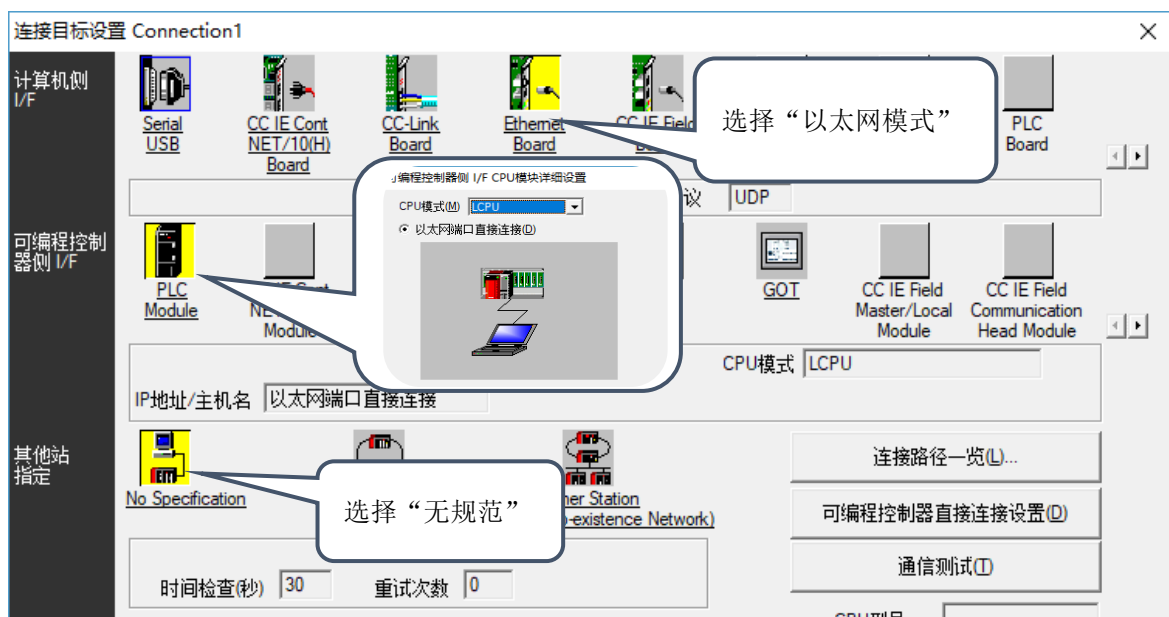 连接目标设置 Connection1
计算机侧
I/F
Serial
USB
CC IE Cont
NET/10(H)
Board
CC-Link
Board
Ethernet
Board
CC IE Field
选择“以太网模式”
PLC
Board
议 UDP
编程控制器侧 I/F CPU模块详细设置
CPU模式(M) LCPU
以太网端口直接连接(D)
可编程控制
器侧 I/F
PLC
Module
Module
GOT
CC IE Field
Master/Local
Module
CC IE Field
Communication
Head Module
CPU模式 LCPU
IP地址/主机名 以太网端口直接连接
其他站
指定
No Specification
选择“无规范”
Station
-existence Network)
连接路径一览(L)...
可编程控制器直接连接设置(D)
通信测试(T)
时间检查(秒) 30 重试次数 0